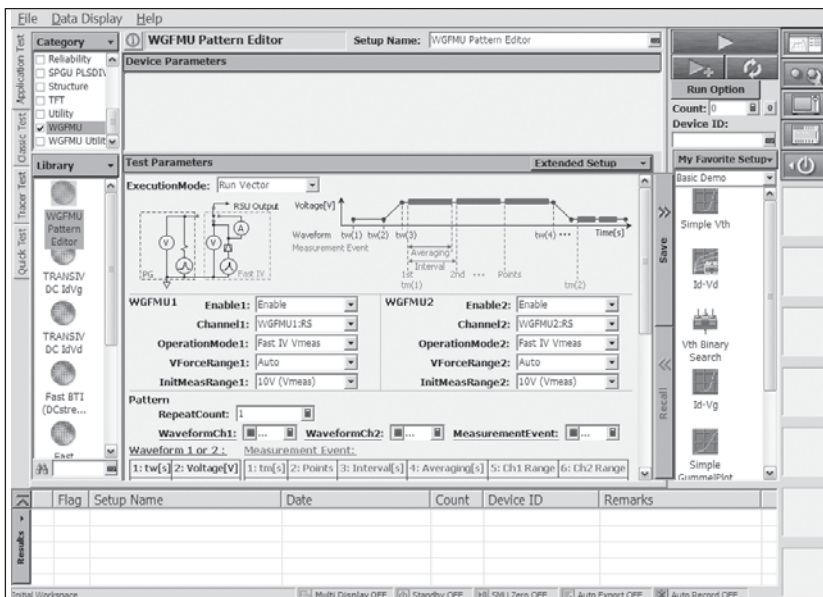 File Data Display Help
Application Test
Classic Test
Tracer Test
Quick Test
Category
Reliability
SPGU PLSDIV
Structure
TFT
Utility
WGFMU
WGFMU Utilit
Library
WGFMU
Pattern
Editor
TRANSIV
DC IdVg
TRANSIV
DC IdVd
Fast BTI
(DCstre...
Fast
WGFMU Pattern Editor
Setup Name: WGFMU Pattern Editor
Device Parameters
Test Parameters
Extended Setup
ExecutionMode: Run Vector
RSU Output
V
V
A
PG
Fast IV
Voltage[V]
Waveform tw(1) tw(2) tw(3) tw(4) ••• Time[s]
Measurement Event
Averaging
Interval
1st 2nd ••• Points
tm(1) tm(2)
WGFMU1 Enable1: Enable
Channel1: WGFMU1:RS
OperationMode1: Fast IV Vmeas
VForceRange1: Auto
InitMeasRange1: 10V (Vmeas)
WGFMU2 Enable2: Enable
Channel2: WGFMU2:RS
OperationMode2: Fast IV Vmeas
VForceRange2: Auto
InitMeasRange2: 10V (Vmeas)
Pattern
RepeatCount: 1
WaveformCh1: ... WaveformCh2: ... MeasurementEvent: ...
Waveform 1 or 2 : Measurement Event:
1: tw[s] 2: Voltage[V] 1: tm[s] 2: Points 3: Interval[s] 4: Averaging[s] 5: Ch1 Range 6: Ch2 Range
Save
Recall
Run Option
Count: 0 0
Device ID:
My Favorite Setup
Basic Demo
Simple Vth
Id-Vd
Vth Binary
Search
Id-Vg
Simple
GummelPlot
Results
Flag Setup Name Date Count Device ID Remarks
Initial Workspace
Multi Display OFF Standby OFF SMU Zero OFF Auto Export OFF Auto Record OFF